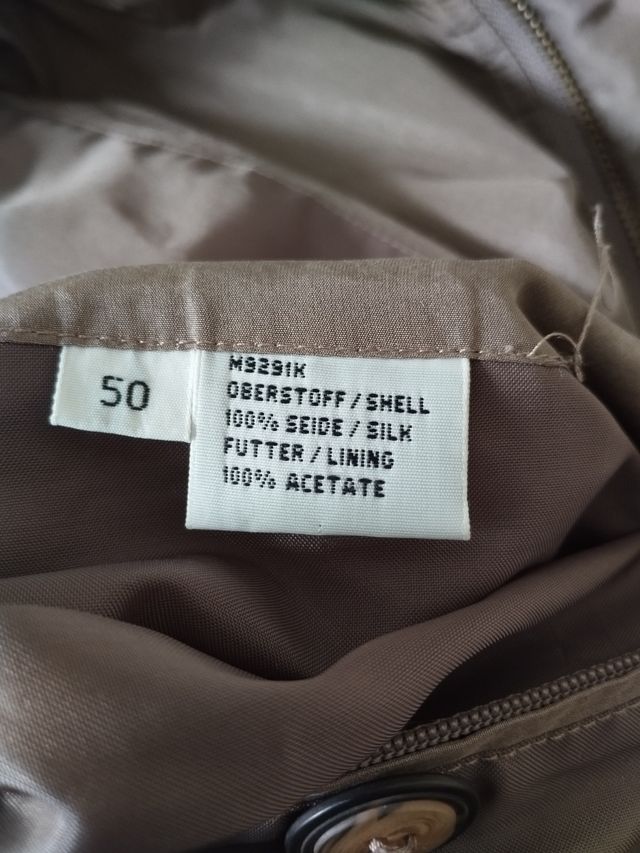 50
M9291K
OBERSTOFF / SHELL
100% SEIDE / SILK
FUTTER / LINING
100% ACETATE